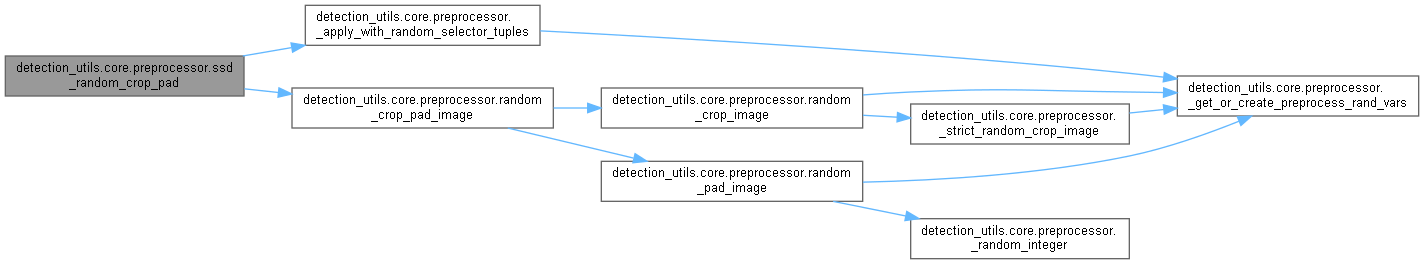 detection_utils.core.preprocessor.ssd
_random_crop_pad
detection_utils.core.preprocessor.
_apply_with_random_selector_tuples
detection_utils.core.preprocessor.random
_crop_pad_image
detection_utils.core.preprocessor.random
_crop_image
detection_utils.core.preprocessor.random
_pad_image
detection_utils.core.preprocessor.
_strict_random_crop_image
detection_utils.core.preprocessor.
_random_integer
detection_utils.core.preprocessor.
_get_or_create_preprocess_rand_vars